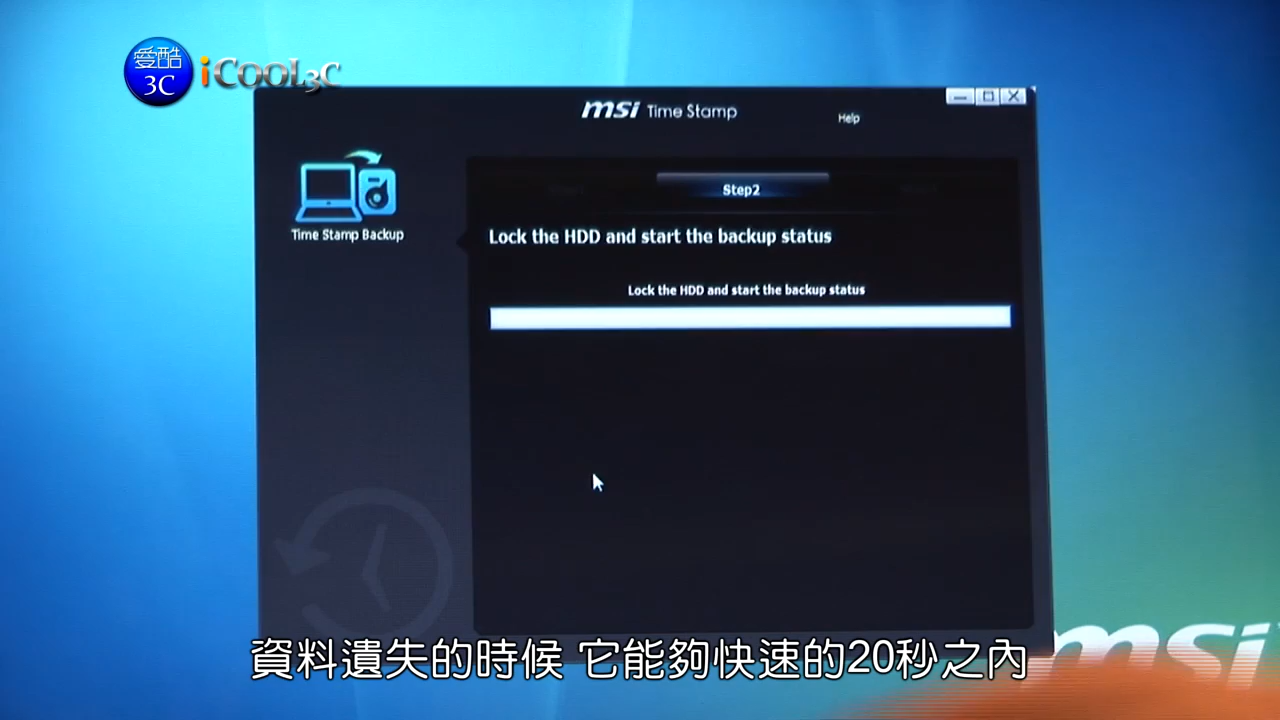 愛酷
3C
iCOOL3C
msi Time Stamp
Help
Time Stamp Backup
Step2
Lock the HDD and start the backup status
Lock the HDD and start the backup status
msi
資料遺失的時候 它能夠快速的20秒之內